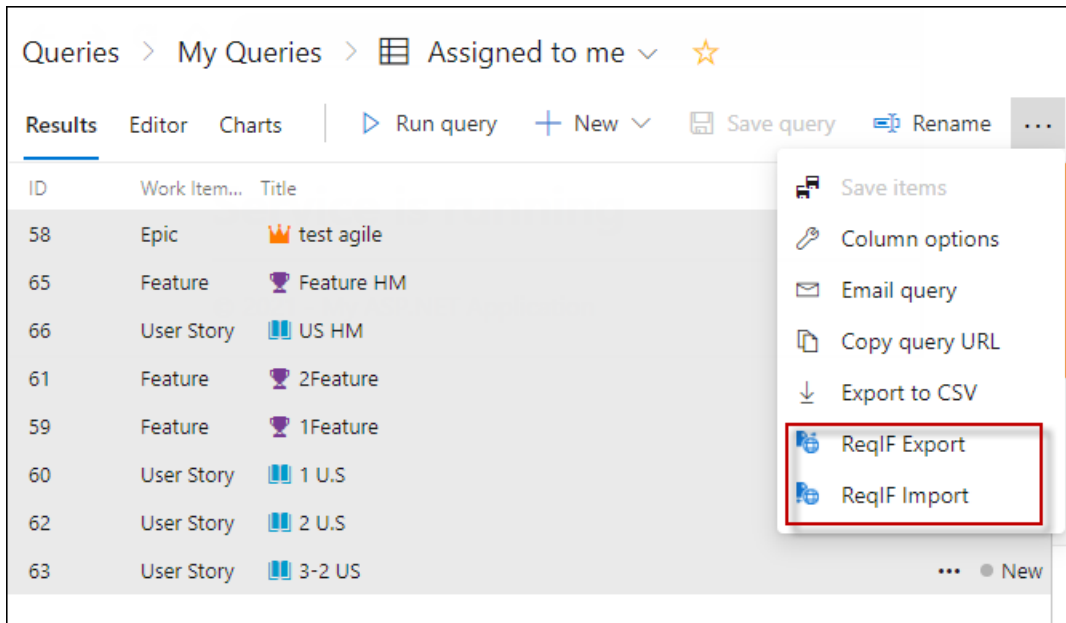 Queries > My Queries > Assigned to me
Results Editor Charts Run query New Save query Rename ...
ID Work Item... Title
Save items
58 Epic test agile
Column options
65 Feature Feature HM
Email query
66 User Story US HM
Copy query URL
61 Feature 2Feature
Export to CSV
59 Feature 1Feature
ReqIF Export
60 User Story 1 U.S
ReqIF Import
62 User Story 2 U.S
63 User Story 3-2 US ... New